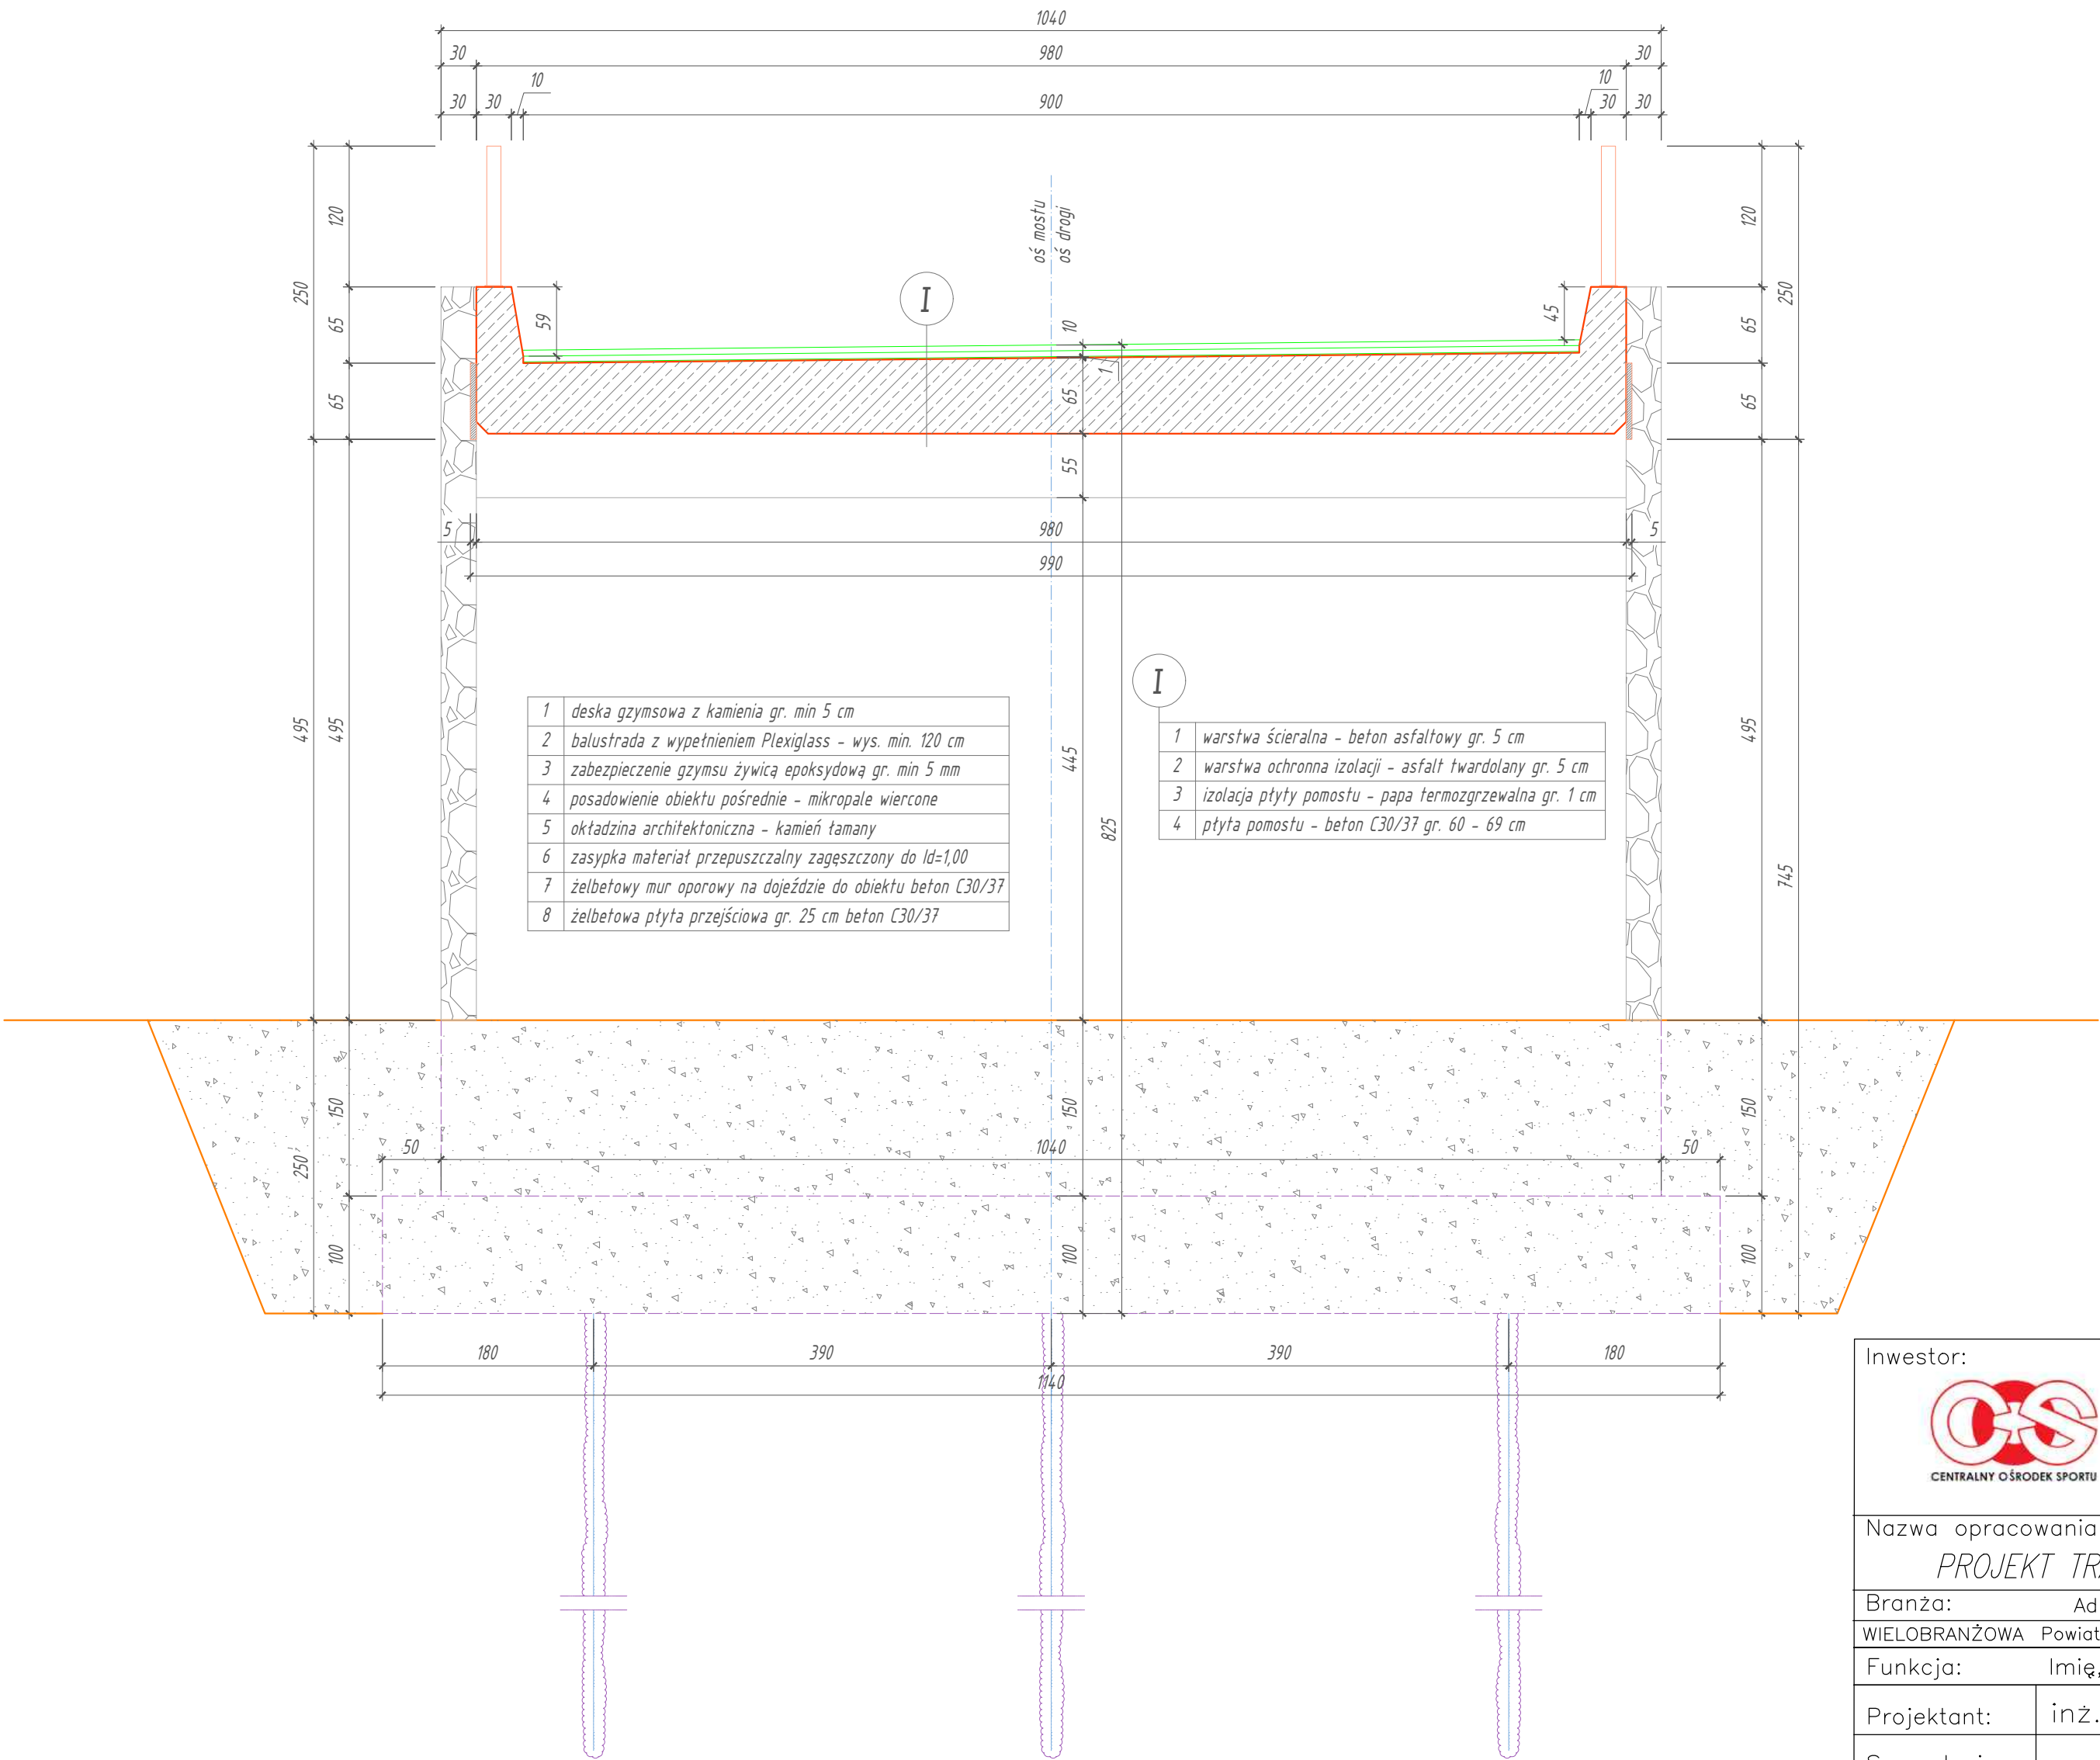 1040
30 980 30
10 10
30 30 900 30 30
120
120
oś mostu
oś drogi
I
250
250
65
59
10
45
65
1
65
65
65
55
5 980 5
990
I
1 deska gzymsowa z kamienia gr. min 5 cm
2 balustrada z wypełnieniem Plexiglass - wys. min. 120 cm
3 zabezpieczenie gzymsu żywicą epoksydową gr. min 5 mm
4 posadowienie obiektu pośrednie - mikropale wiercone
5 okładzina architektoniczna - kamień łamany
6 zasypka materiał przepuszczalny zagęszczony do Id=1,00
7 żelbetowy mur oporowy na dojeździe do obiektu beton C30/37
8 żelbetowa płyta przejściowa gr. 25 cm beton C30/37
1 warstwa ścieralna - beton asfaltowy gr. 5 cm
2 warstwa ochronna izolacji - asfalt twardolany gr. 5 cm
3 izolacja płyty pomostu - papa termozgrzewalna gr. 1 cm
4 płyta pomostu - beton C30/37 gr. 60 - 69 cm
495
495
445
825
495
745
150
150
150
50 1040 50
250
100
100
100
180 390 390 180
1140
Inwestor:
COS
CENTRALNY OŚRODEK SPORTU
Nazwa opracowania
PROJEKT TR
Branża: Ad
WIELOBRANŻOWA Powiat
Funkcja: Imię,
Projektant: inż.